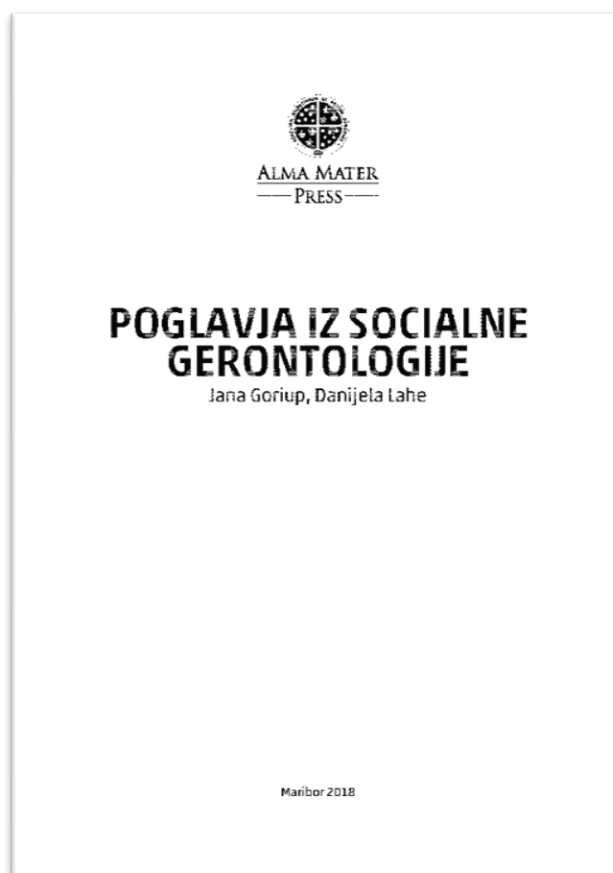 ALMA MATER
PRESS
POGLAVJA IZ SOCIALNE
GERONTOLOGIJE
Jana Goriup, Danijela Lahe
Maribor 2018